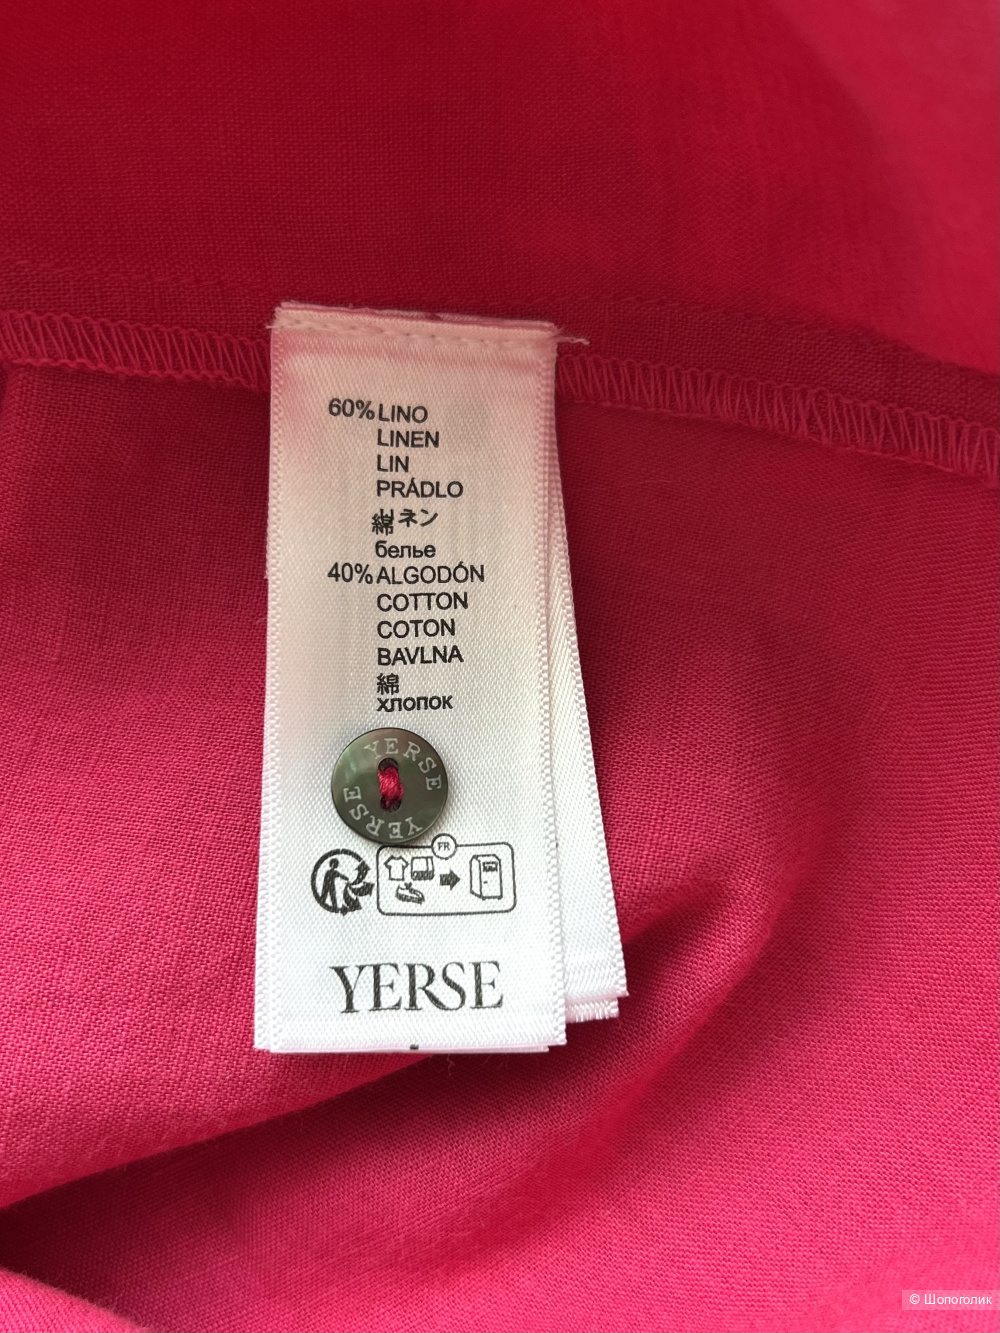 60% LINO
LINEN
LIN
PRÁDLO
綿リネン
белье
40% ALGODÓN
COTTON
COTON
BAVLNA
綿
хлопок
YERSE
YERSE
FR
YERSE
© Шопоголик